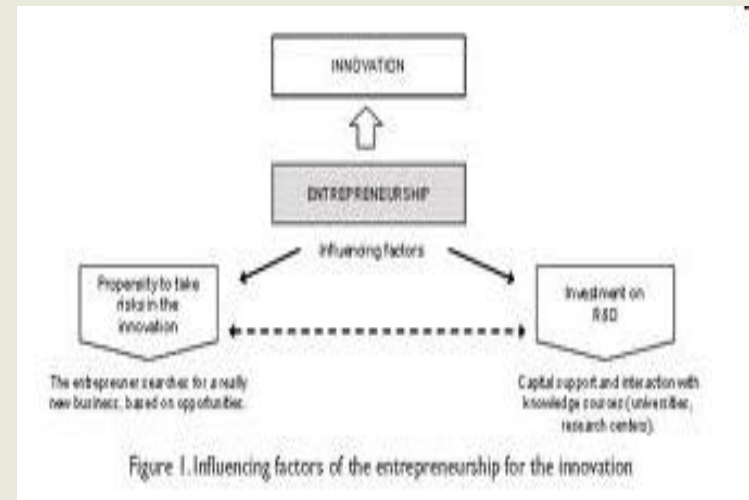 INNOVATION
ENTREPRENEURSHIP
Influencing factors
Propensity to take
risks in the
innovation
Investment on
R&D
The entrepreuner searches for a really
new business, based on opportunities.
Capital support and interaction with
knowledge sources (universities,
research centers).
Figure 1. Influencing factors of the entrepreneurship for the innovation